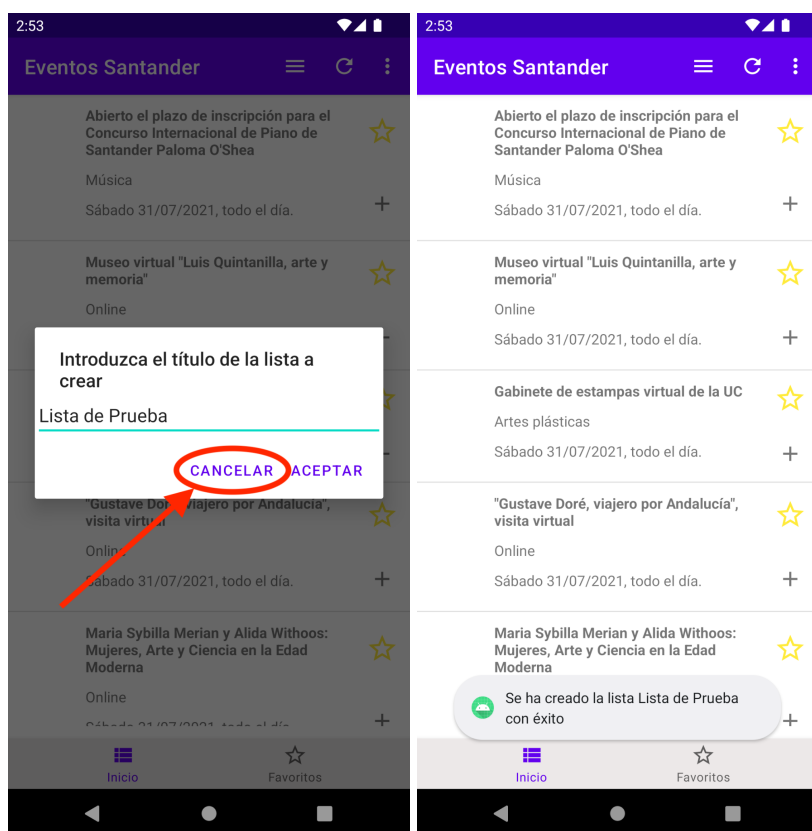 2:53
Eventos Santander
Abierto el plazo de inscripción para el
Concurso Internacional de Piano de
Santander Paloma O'Shea
Música
Sábado 31/07/2021, todo el día.
Museo virtual "Luis Quintanilla, arte y
memoria"
Online
Introduzca el título de la lista a
crear
Lista de Prueba
CANCELAR
ACEPTAR
"Gustave Doré, viajero por Andalucía",
visita virtual
Online
Sábado 31/07/2021, todo el día.
Maria Sybilla Merian y Alida Withoos:
Mujeres, Arte y Ciencia en la Edad
Moderna
Online
Sábado 31/07/2021, todo el día.
Inicio
Favoritos
2:53
Eventos Santander
Abierto el plazo de inscripción para el
Concurso Internacional de Piano de
Santander Paloma O'Shea
Música
Sábado 31/07/2021, todo el día.
Museo virtual "Luis Quintanilla, arte y
memoria"
Online
Sábado 31/07/2021, todo el día.
Gabinete de estampas virtual de la UC
Artes plásticas
Sábado 31/07/2021, todo el día.
"Gustave Doré, viajero por Andalucía",
visita virtual
Online
Sábado 31/07/2021, todo el día.
Maria Sybilla Merian y Alida Withoos:
Mujeres, Arte y Ciencia en la Edad
Moderna
Se ha creado la lista Lista de Prueba
con éxito
Inicio
Favoritos